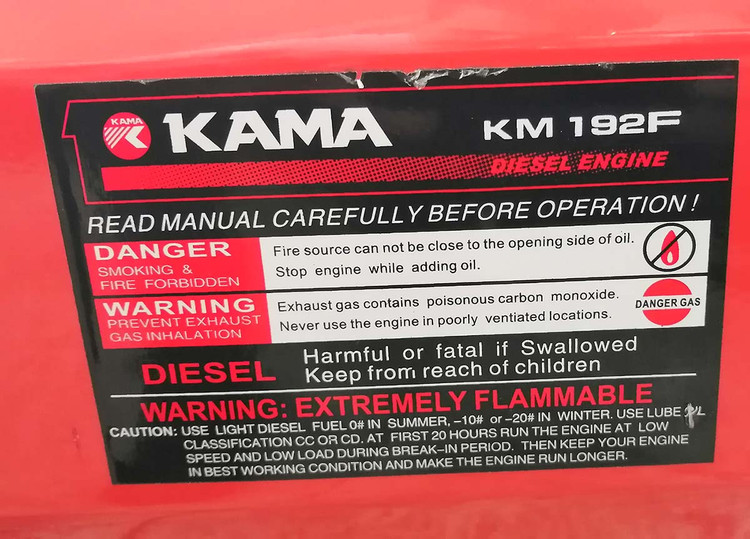 KAMA
KAMA
KM 192F
DIESEL ENGINE
READ MANUAL CAREFULLY BEFORE OPERATION !
DANGER
SMOKING &
FIRE FORBIDDEN
Fire source can not be close to the opening side of oil.
Stop engine while adding oil.
WARNING
PREVENT EXHAUST
GAS INHALATION
Exhaust gas contains poisonous carbon monoxide.
Never use the engine in poorly ventiated locations.
DANGER GAS
DIESEL
Harmful or fatal if Swallowed
Keep from reach of children
WARNING: EXTREMELY FLAMMABLE
CAUTION: USE LIGHT DIESEL FUEL 0# IN SUMMER, -10# or -20# IN WINTER. USE LUBE
CLASSIFICATION CC OR CD. AT FIRST 20 HOURS RUN THE ENGINE AT LOW
SPEED AND LOW LOAD DURING BREAK-IN PERIOD. THEN KEEP YOUR ENGINE
IN BEST WORKING CONDITION AND MAKE THE ENGINE RUN LONGER.